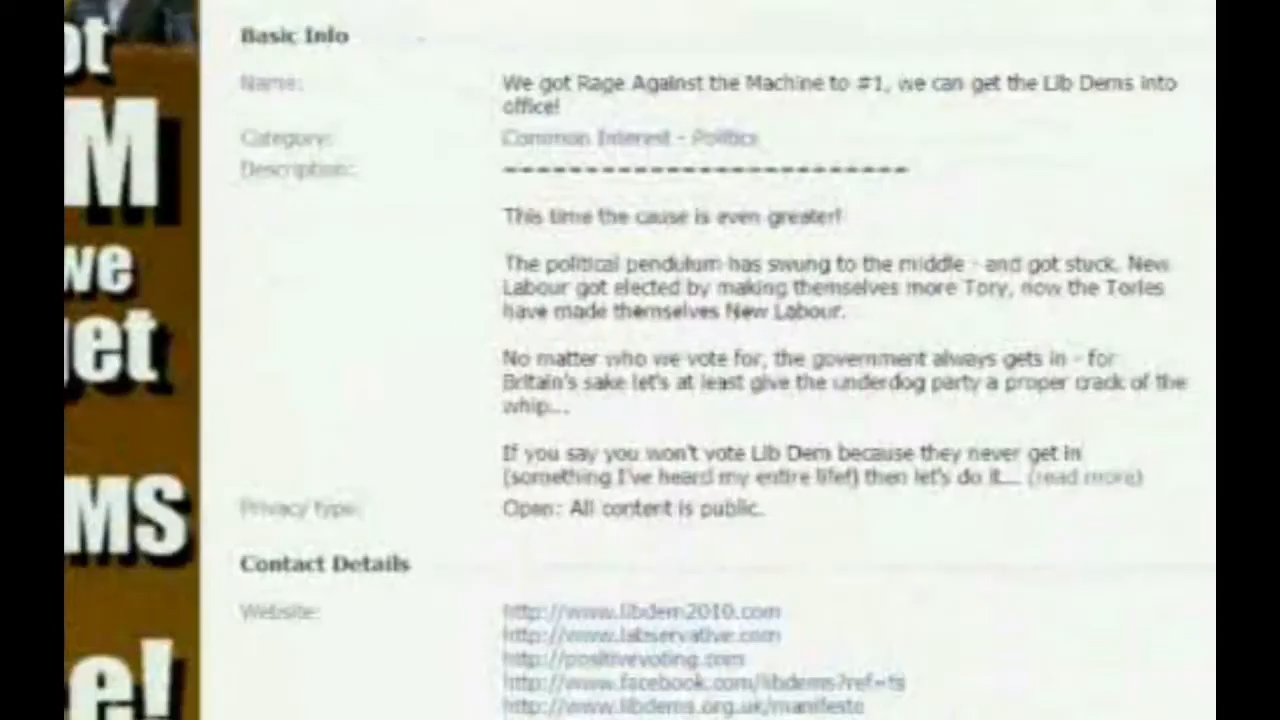 ot
M
we
get
MS
e!
Basic Info
Name: We got Rage Against the Machine to #1, we can get the Lib Dems into
office!
Category: Common Interest - Politics
Description: -------------------------
This time the cause is even greater!
The political pendulum has swung to the middle - and got stuck. New
Labour got elected by making themselves more Tory, now the Tories
have made themselves New Labour.
No matter who we vote for, the government always gets in - for
Britain's sake let's at least give the underdog party a proper crack of the
whip...
If you say you won't vote Lib Dem because they never get in
(something I've heard my entire life!) then let's do it.... (read more)
Privacy type: Open: All content is public.
Contact Details
Website: http://www.libdem2010.com
http://www.labservative.com
http://positivevoting.com
http://www.facebook.com/libdems?ref=ts
http://www.libdems.org.uk/manifesto